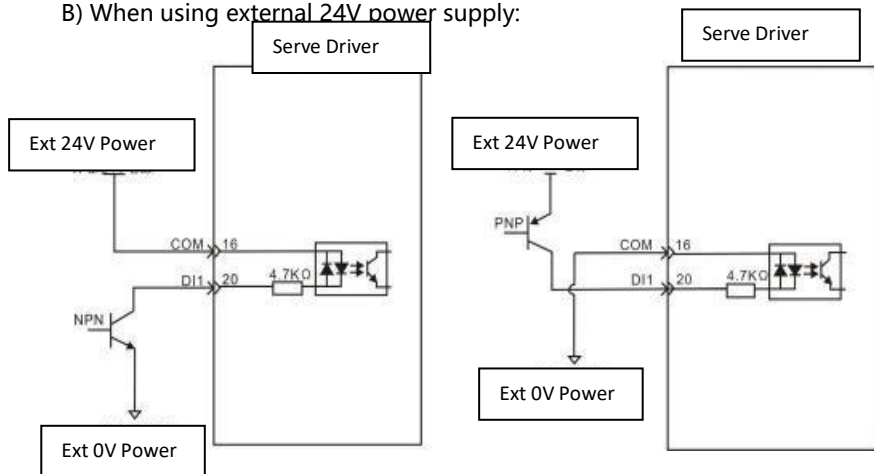 B) When using external 24V power supply:
Serve Driver
Ext 24V Power
COM 16
DI1 20 4.7KΩ
NPN
Ext 0V Power
Serve Driver
Ext 24V Power
PNP
COM 16
DI1 20 4.7KΩ
Ext 0V Power